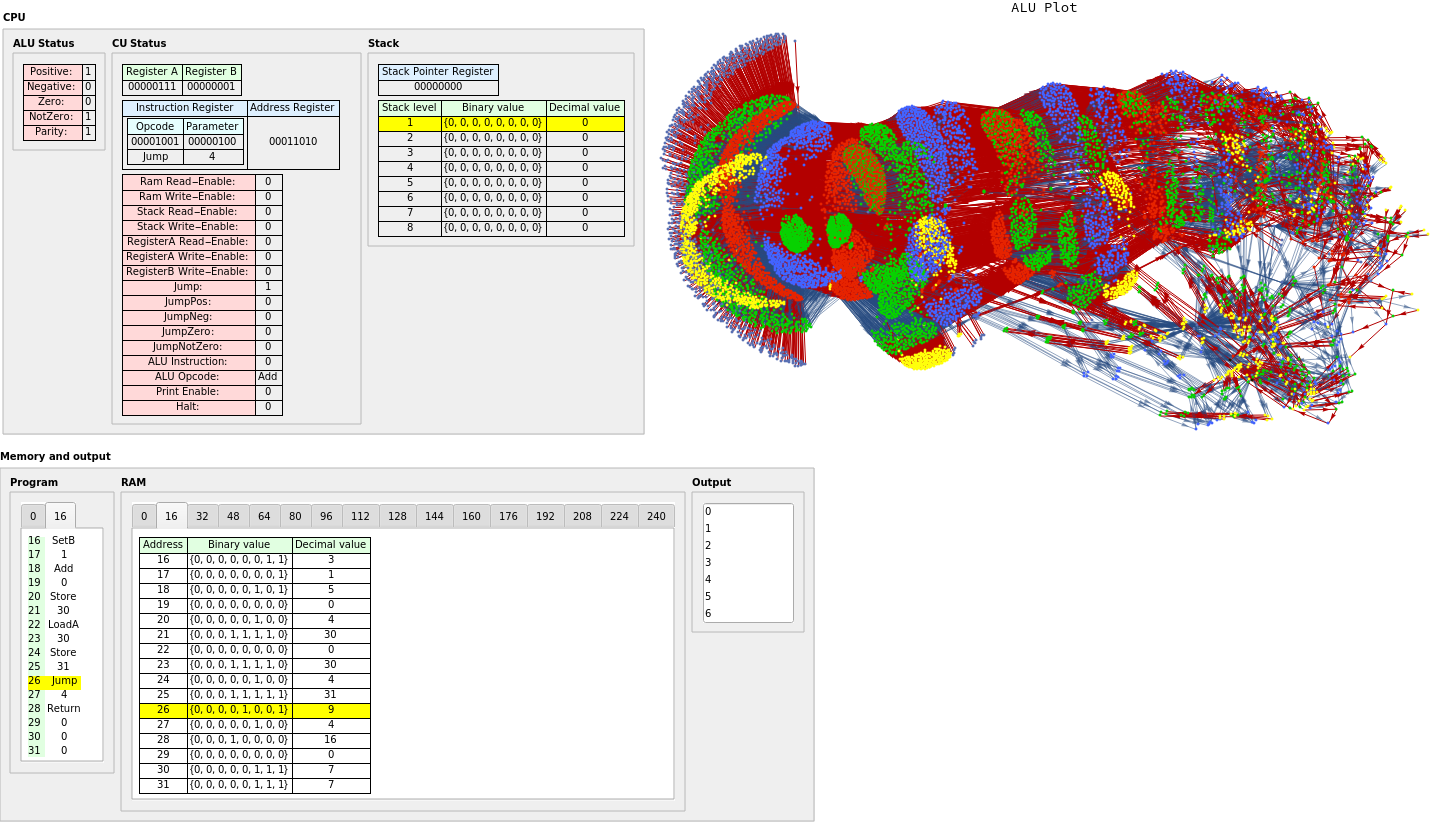 ALU Plot
CPU
ALU Status
Positive: 1
Negative: 0
Zero: 0
NotZero: 1
Parity: 1
CU Status
Register A Register B
00000111 00000001
Instruction Register Address Register
Opcode Parameter
00001001 00000100 00011010
Jump 4
Ram Read−Enable: 0
Ram Write−Enable: 0
Stack Read−Enable: 0
Stack Write−Enable: 0
RegisterA Read−Enable: 0
RegisterA Write−Enable: 0
RegisterB Write−Enable: 0
Jump: 1
JumpPos: 0
JumpNeg: 0
JumpZero: 0
JumpNotZero: 0
ALU Instruction: 0
ALU Opcode: Add
Print Enable: 0
Halt: 0
Stack
Stack Pointer Register
00000000
Stack level Binary value Decimal value
1 {0, 0, 0, 0, 0, 0, 0, 0} 0
2 {0, 0, 0, 0, 0, 0, 0, 0} 0
3 {0, 0, 0, 0, 0, 0, 0, 0} 0
4 {0, 0, 0, 0, 0, 0, 0, 0} 0
5 {0, 0, 0, 0, 0, 0, 0, 0} 0
6 {0, 0, 0, 0, 0, 0, 0, 0} 0
7 {0, 0, 0, 0, 0, 0, 0, 0} 0
8 {0, 0, 0, 0, 0, 0, 0, 0} 0
Memory and output
Program
0 16
16 SetB
17 1
18 Add
19 0
20 Store
21 30
22 LoadA
23 30
24 Store
25 31
26 Jump
27 4
28 Return
29 0
30 0
31 0
RAM
0 16 32 48 64 80 96 112 128 144 160 176 192 208 224 240
Address Binary value Decimal value
16 {0, 0, 0, 0, 0, 0, 1, 1} 3
17 {0, 0, 0, 0, 0, 0, 0, 1} 1
18 {0, 0, 0, 0, 0, 1, 0, 1} 5
19 {0, 0, 0, 0, 0, 0, 0, 0} 0
20 {0, 0, 0, 0, 0, 1, 0, 0} 4
21 {0, 0, 0, 1, 1, 1, 1, 0} 30
22 {0, 0, 0, 0, 0, 0, 0, 0} 0
23 {0, 0, 0, 1, 1, 1, 1, 0} 30
24 {0, 0, 0, 0, 0, 1, 0, 0} 4
25 {0, 0, 0, 1, 1, 1, 1, 1} 31
26 {0, 0, 0, 0, 1, 0, 0, 1} 9
27 {0, 0, 0, 0, 0, 1, 0, 0} 4
28 {0, 0, 0, 1, 0, 0, 0, 0} 16
29 {0, 0, 0, 0, 0, 0, 0, 0} 0
30 {0, 0, 0, 0, 0, 1, 1, 1} 7
31 {0, 0, 0, 0, 0, 1, 1, 1} 7
Output
0
1
2
3
4
5
6